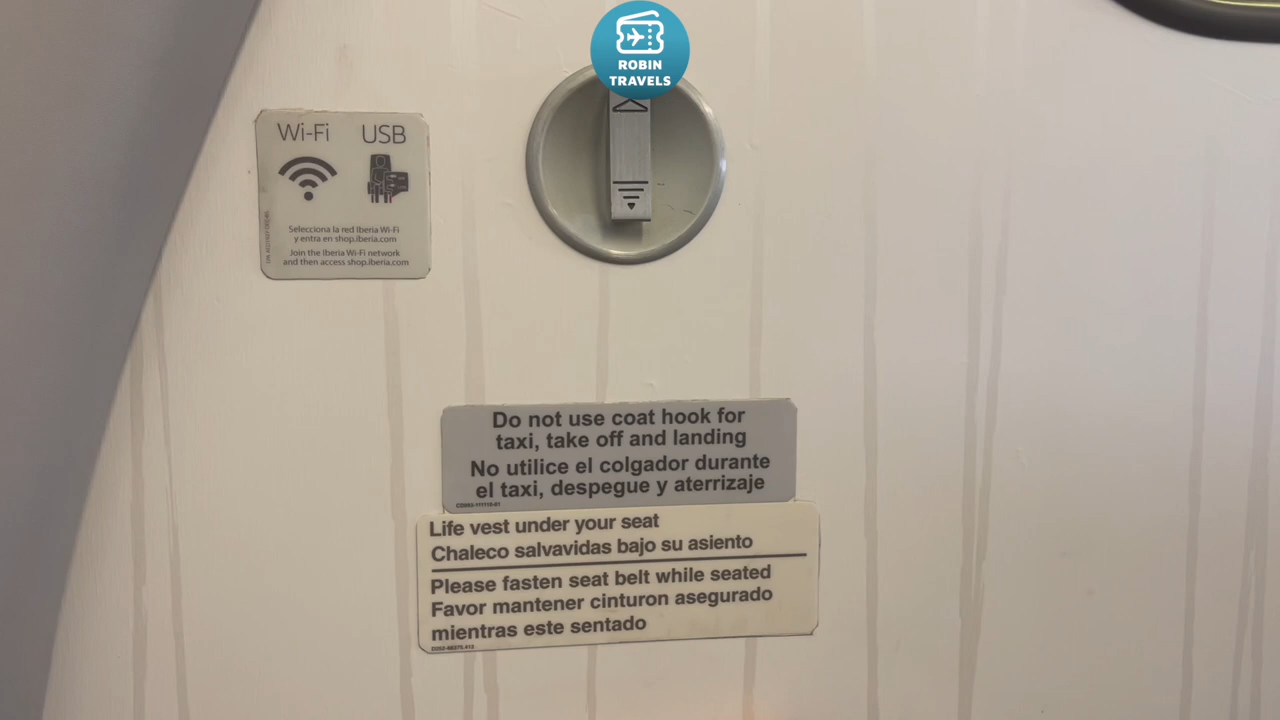 ROBIN
TRAVELS
Wi-Fi USB
Selecciona la red Iberia Wi-Fi
y entra en shop.iberia.com
Join the Iberia Wi-Fi network
and then access shop.iberia.com
Do not use coat hook for
taxi, take off and landing
No utilice el colgador durante
el taxi, despegue y aterrizaje
Life vest under your seat
Chaleco salvavidas bajo su asiento
Please fasten seat belt while seated
Favor mantener cinturon asegurado
mientras este sentado